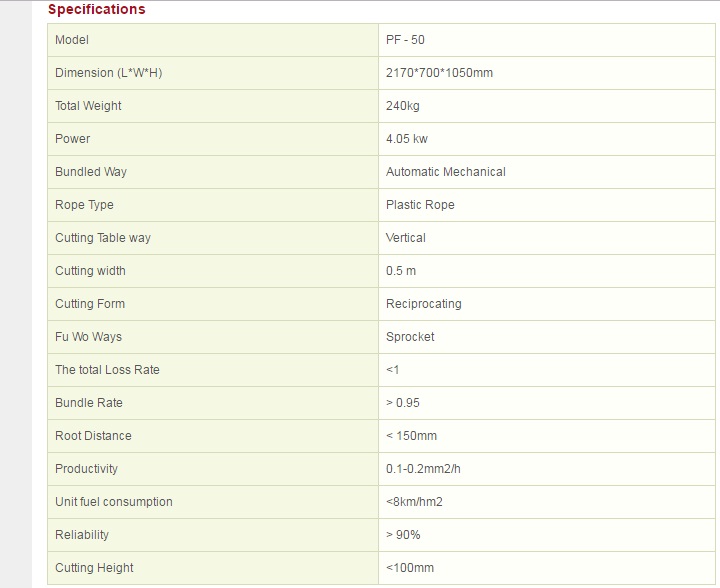 Specifications
Model PF - 50
Dimension (L*W*H) 2170*700*1050mm
Total Weight 240kg
Power 4.05 kw
Bundled Way Automatic Mechanical
Rope Type Plastic Rope
Cutting Table way Vertical
Cutting width 0.5 m
Cutting Form Reciprocating
Fu Wo Ways Sprocket
The total Loss Rate <1
Bundle Rate > 0.95
Root Distance < 150mm
Productivity 0.1-0.2mm2/h
Unit fuel consumption <8km/hm2
Reliability > 90%
Cutting Height <100mm